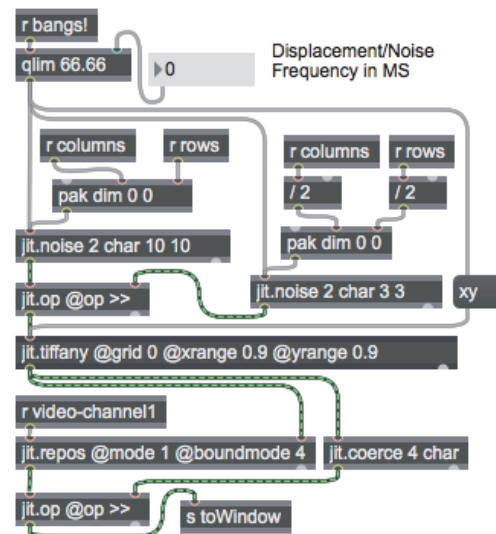 r bangs!
qlim 66.66
0
Displacement/Noise
Frequency in MS
r columns
r rows
r columns
r rows
/ 2
/ 2
pak dim 0 0
pak dim 0 0
jit.noise 2 char 10 10
jit.noise 2 char 3 3
xy
jit.op @op >>
jit.tiffany @grid 0 @xrange 0.9 @yrange 0.9
r video-channel1
jit.repos @mode 1 @boundmode 4
jit.coerce 4 char
jit.op @op >>
s toWindow